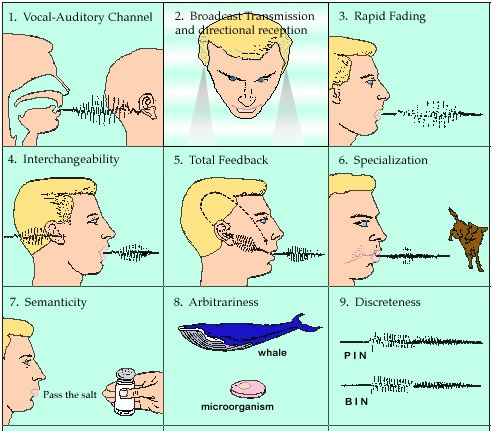 1. Vocal-Auditory Channel
2. Broadcast Transmission
and directional reception
3. Rapid Fading
4. Interchangeability
5. Total Feedback
6. Specialization
7. Semanticity
Pass the salt
8. Arbitrariness
whale
microorganism
9. Discreteness
PIN
BIN